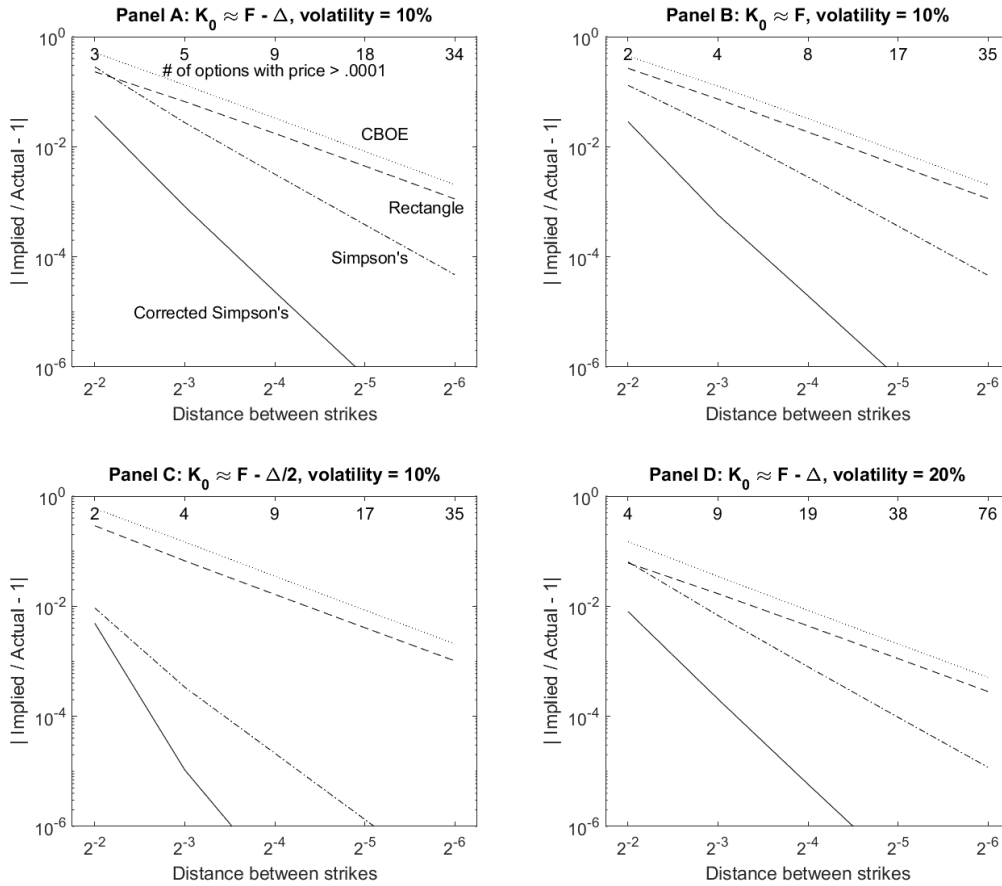 Panel A: K0 ≈ F - Δ, volatility = 10%
10^0
3 5 9 18 34
# of options with price > .0001
CBOE
10^-2
Rectangle
Simpson's
10^-4
Corrected Simpson's
10^-6
| Implied / Actual - 1|
2^-2 2^-3 2^-4 2^-5 2^-6
Distance between strikes
Panel B: K0 ≈ F, volatility = 10%
10^0
2 4 8 17 35
10^-2
10^-4
10^-6
| Implied / Actual - 1|
2^-2 2^-3 2^-4 2^-5 2^-6
Distance between strikes
Panel C: K0 ≈ F - Δ/2, volatility = 10%
10^0
2 4 9 17 35
10^-2
10^-4
10^-6
| Implied / Actual - 1|
2^-2 2^-3 2^-4 2^-5 2^-6
Distance between strikes
Panel D: K0 ≈ F - Δ, volatility = 20%
10^0
4 9 19 38 76
10^-2
10^-4
10^-6
| Implied / Actual - 1|
2^-2 2^-3 2^-4 2^-5 2^-6
Distance between strikes